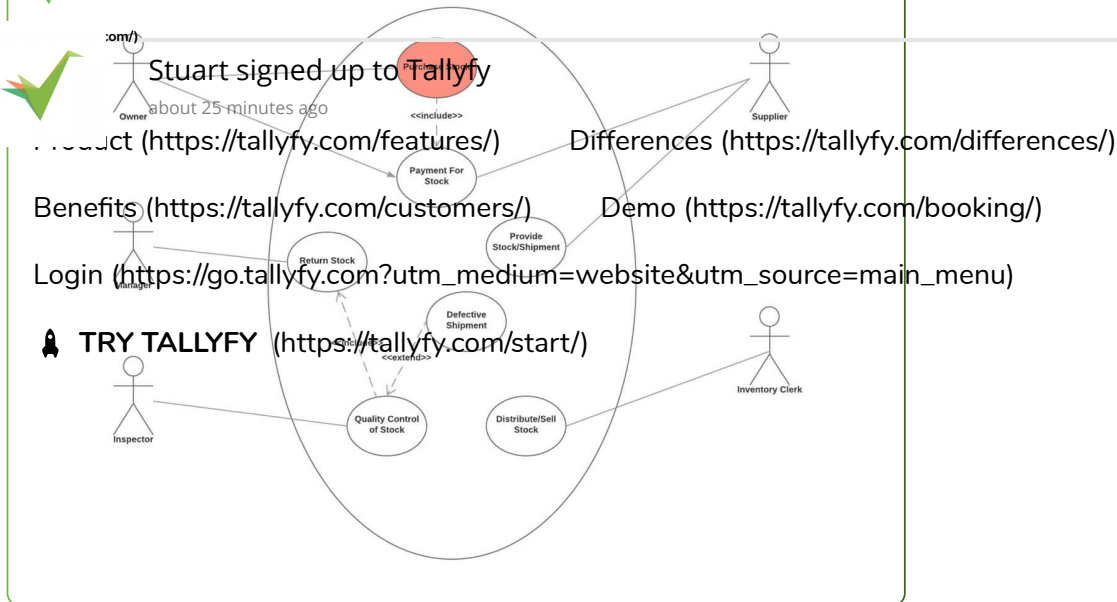 com/)
Stuart signed up to Tallyfy
about 25 minutes ago
Owner
<<include>>
Supplier
Product (https://tallyfy.com/features/) Differences (https://tallyfy.com/differences/)
Payment For
Stock
Benefits (https://tallyfy.com/customers/) Demo (https://tallyfy.com/booking/)
Provide
Stock/Shipment
Return Stock
Login (https://go.tallyfy.com?utm_medium=website&utm_source=main_menu)
Manager
Defective
Shipment
TRY TALLYFY (https://tallyfy.com/start/)
<<include>>
<<extend>>
Inventory Clerk
Quality Control
of Stock
Distribute/Sell
Stock
Inspector